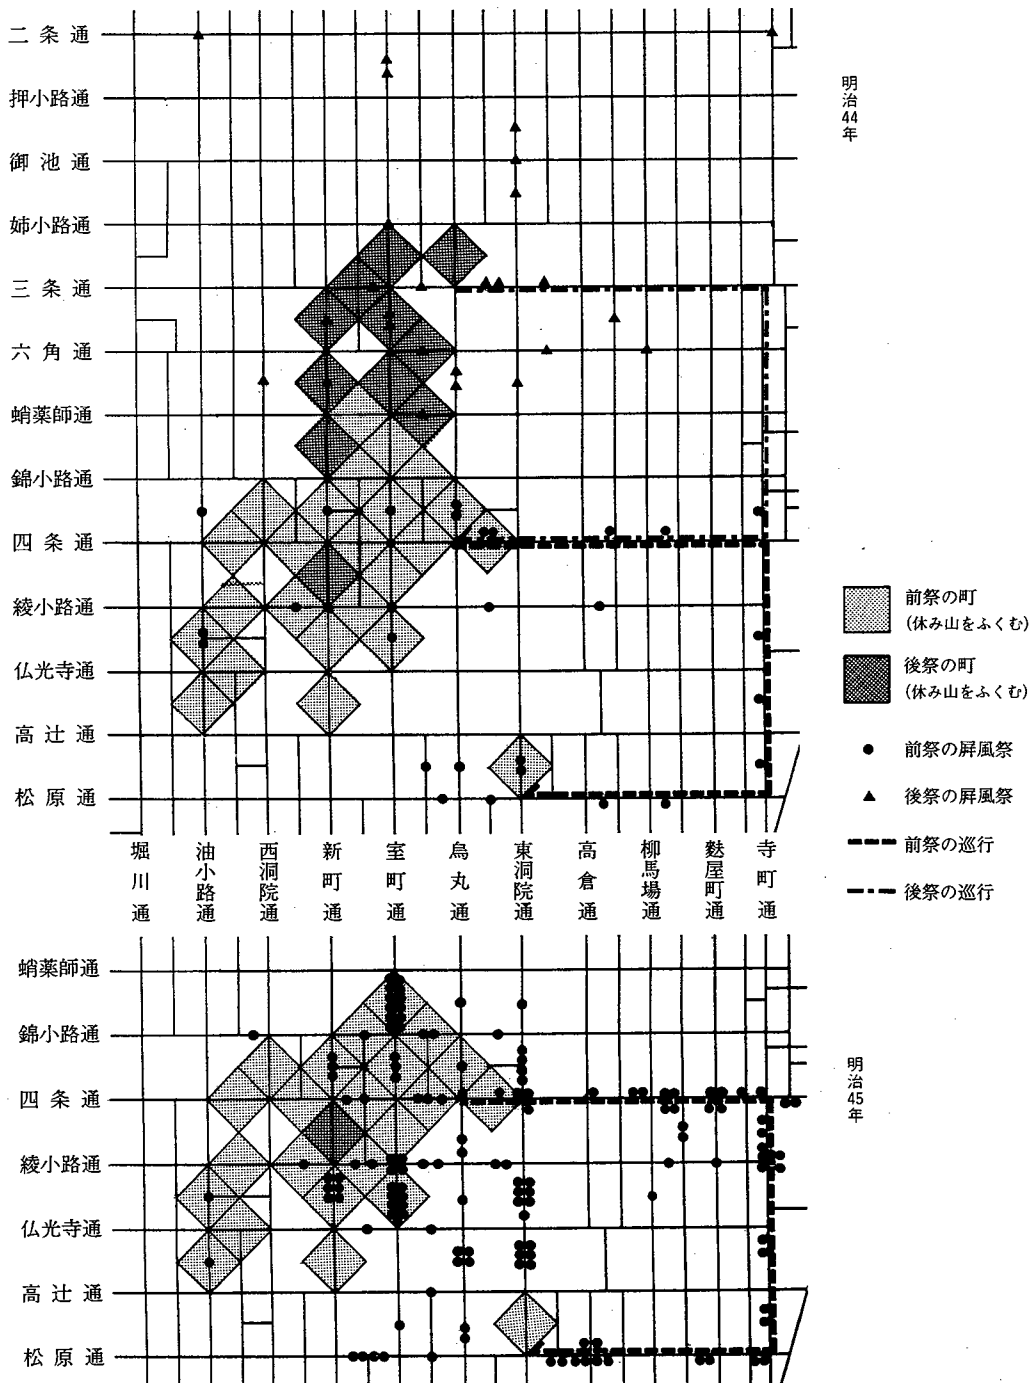 二条通
押小路通
御池通
姉小路通
三条通
六角通
蛸薬師通
錦小路通
四条通
綾小路通
仏光寺通
高辻通
松原通
明治44年
前祭の町
(休み山をふくむ)
後祭の町
(休み山をふくむ)
前祭の屛風祭
後祭の屛風祭
前祭の巡行
後祭の巡行
堀川通
油小路通
西洞院通
新町通
室町通
烏丸通
東洞院通
高倉通
柳馬場通
麩屋町通
寺町通
蛸薬師通
錦小路通
四条通
綾小路通
仏光寺通
高辻通
松原通
明治45年